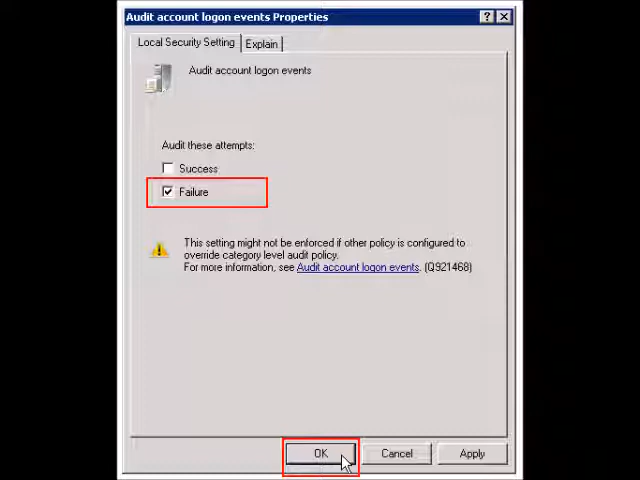 Audit account logon events Properties
Local Security Setting
Explain
Audit account logon events
Audit these attempts:
Success
Failure
This setting might not be enforced if other policy is configured to
override category level audit policy.
For more information, see Audit account logon events. (Q921468)
OK
Cancel
Apply